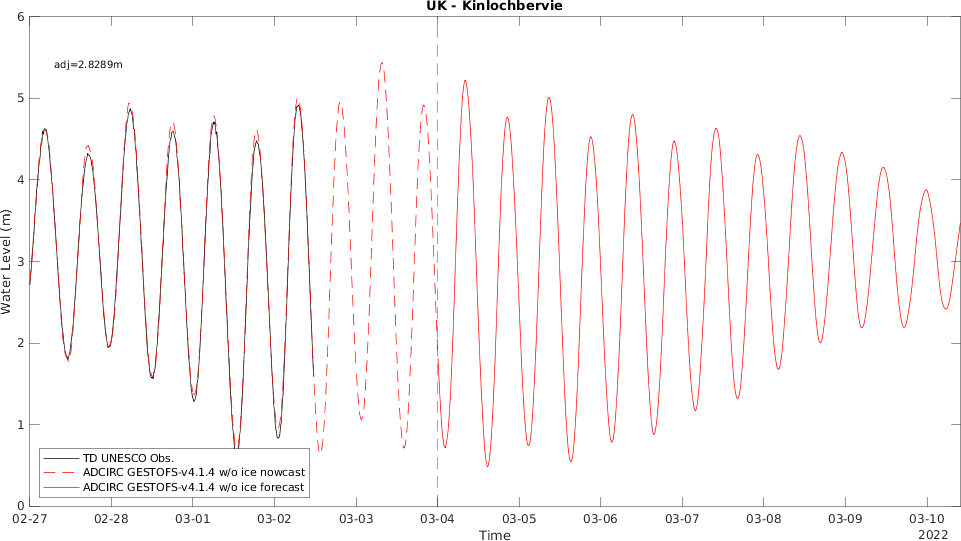 UK - Kinlochbervie
6
adj=2.8289m
5
4
3
2
1
0
Water Level (m)
TD UNESCO Obs.
ADCIRC GESTOFS-v4.1.4 w/o ice nowcast
ADCIRC GESTOFS-v4.1.4 w/o ice forecast
02-27 02-28 03-01 03-02 03-03 03-04 03-05 03-06 03-07 03-08 03-09 03-10
Time
2022